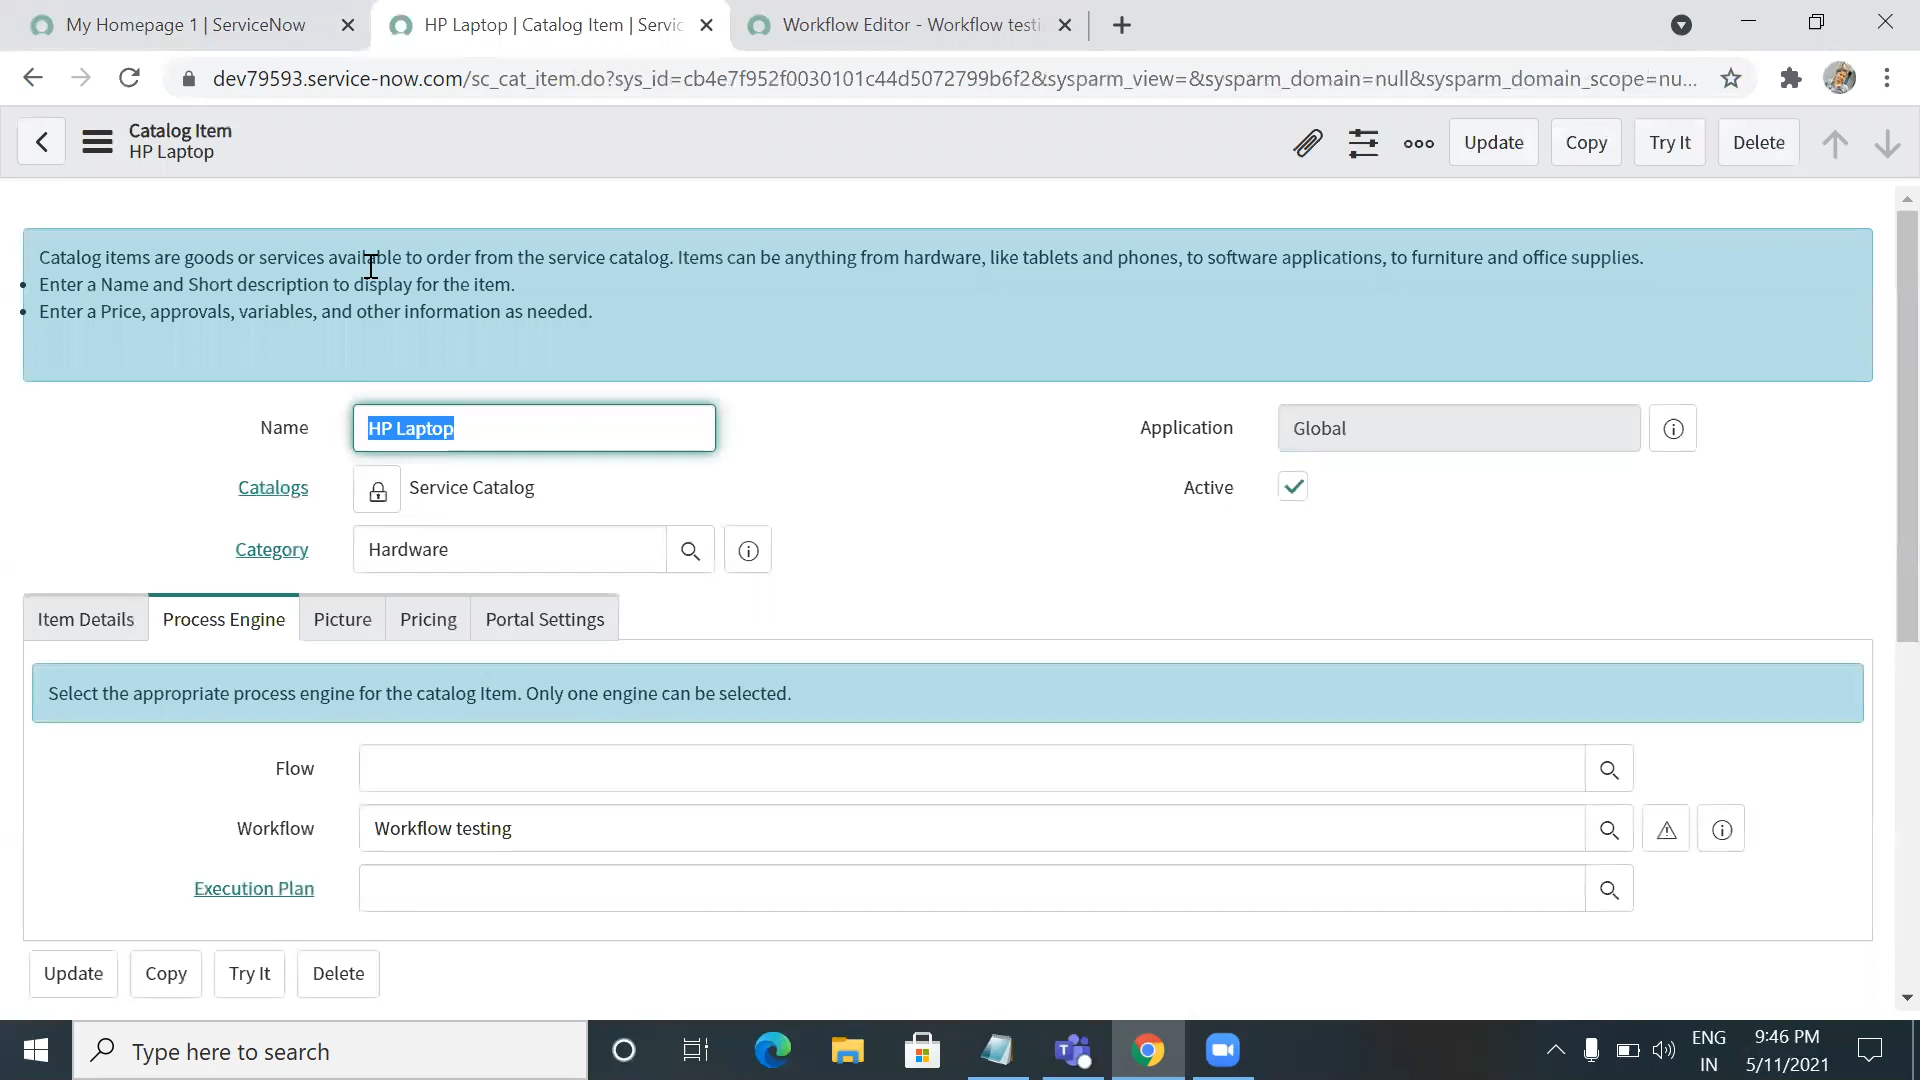 My Homepage 1 | ServiceNow
HP Laptop | Catalog Item | Servic
Workflow Editor - Workflow testi
dev79593.service-now.com/sc_cat_item.do?sys_id=cb4e7f952f0030101c44d5072799b6f2&sysparm_view=&sysparm_domain=null&sysparm_domain_scope=nu...
Catalog Item
HP Laptop
Update
Copy
Try It
Delete
Catalog items are goods or services available to order from the service catalog. Items can be anything from hardware, like tablets and phones, to software applications, to furniture and office supplies.
Enter a Name and Short description to display for the item.
Enter a Price, approvals, variables, and other information as needed.
Name
HP Laptop
Application
Global
Catalogs
Service Catalog
Active
Category
Hardware
Item Details
Process Engine
Picture
Pricing
Portal Settings
Select the appropriate process engine for the catalog Item. Only one engine can be selected.
Flow
Workflow
Workflow testing
Execution Plan
Update
Copy
Try It
Delete
Type here to search
ENG
IN
9:46 PM
5/11/2021